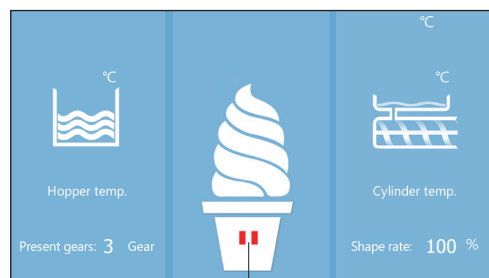 ℃
℃
℃
Hopper temp.
Cylinder temp.
Present gears: 3 Gear
Shape rate: 100 %